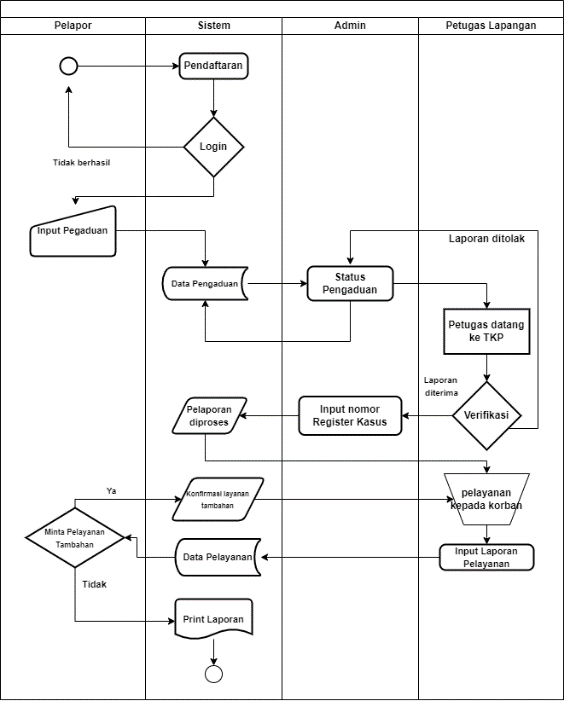 Pelapor
Sistem
Admin
Petugas Lapangan
Pendaftaran
Login
Tidak berhasil
Input Pegaduan
Laporan ditolak
Data Pengaduan
Status
Pengaduan
Petugas datang
ke TKP
Laporan
diterima
Verifikasi
Input nomor
Register Kasus
Pelaporan
diproses
Ya
Konfirmasi layanan
tambahan
pelayanan
kepada korban
Minta Pelayanan
Tambahan
Data Pelayanan
Input Laporan
Pelayanan
Tidak
Print Laporan